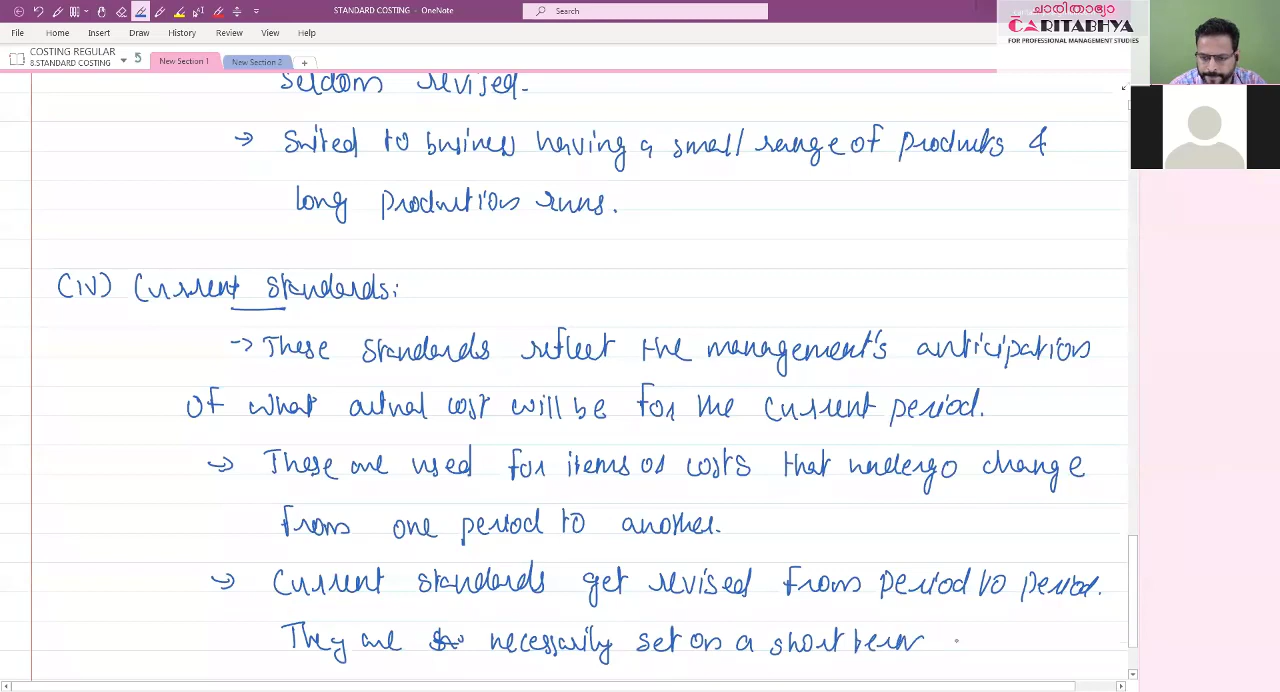 STANDARD COSTING - OneNote
Search
File Home Insert Draw History Review View Help
COSTING REGULAR
8.STANDARD COSTING
New Section 1 New Section 2 +
ചാരിതാഭ്യാ
CARITABHYA
FOR PROFESSIONAL MANAGEMENT STUDIES
seldom revised.
→ Suited to business having a small range of products &
long production runs.
(iv) Current standards:
→ These standards reflect the management's anticipation
of what actual cost will be for the current period.
→ These are used for items of costs that undergo change
from one period to another.
→ Current standards get revised from period to period.
They are necessarily set on a short term